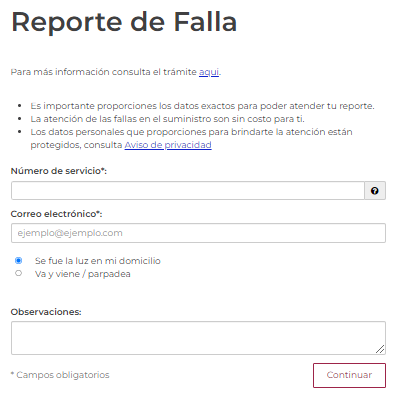 Reporte de Falla
Para más información consulta el trámite aquí.
Es importante proporciones los datos exactos para poder atender tu reporte.
La atención de las fallas en el suministro son sin costo para ti.
Los datos personales que proporciones para brindarte la atención están
protegidos, consulta Aviso de privacidad
Número de servicio*:
?
Correo electrónico*:
ejemplo@ejemplo.com
Se fue la luz en mi domicilio
Va y viene / parpadea
Observaciones:
* Campos obligatorios
Continuar